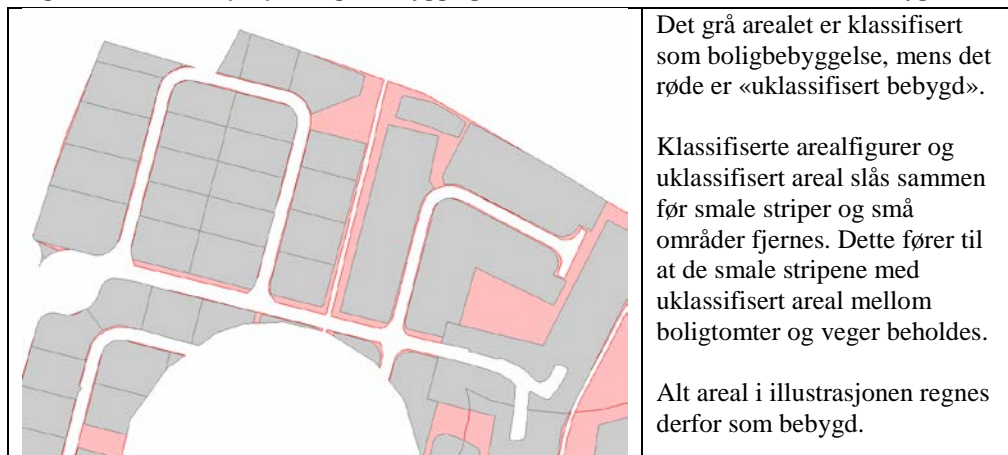 Det grå arealet er klassifisert
som boligbebyggelse, mens det
røde er «uklassifisert bebygd».
Klassifiserte arealfigurer og
uklassifisert areal slås sammen
før smale striper og små
områder fjernes. Dette fører til
at de smale stripene med
uklassifisert areal mellom
boligtomter og veger beholdes.
Alt areal i illustrasjonen regnes
derfor som bebygd.